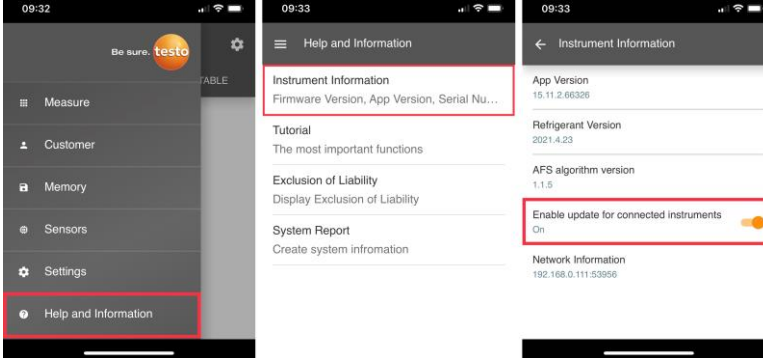 09:32
Be sure. testo
TABLE
Measure
Customer
Memory
Sensors
Settings
Help and Information
09:33
Help and Information
Instrument Information
Firmware Version, App Version, Serial Nu...
Tutorial
The most important functions
Exclusion of Liability
Display Exclusion of Liability
System Report
Create system infromation
09:33
Instrument Information
App Version
15.11.2.66326
Refrigerant Version
2021.4.23
AFS algorithm version
1.1.5
Enable update for connected instruments
On
Network Information
192.168.0.111:53956